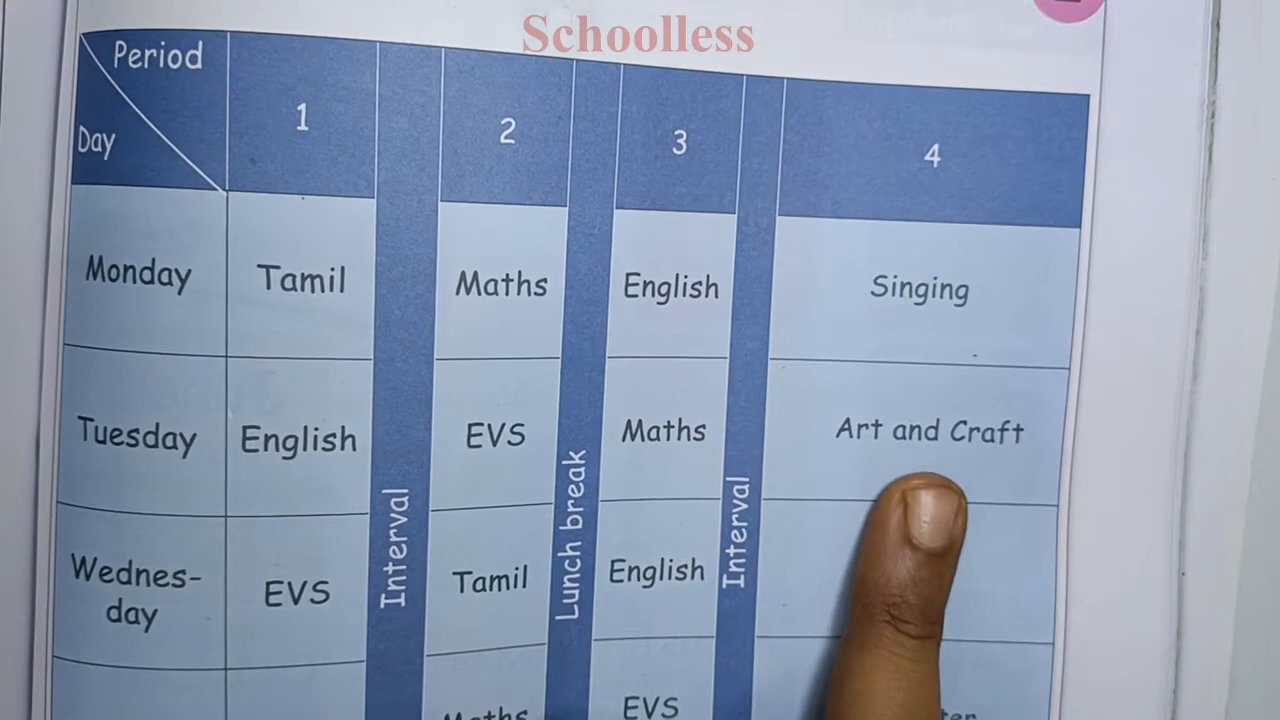 Schoolless
Period
Day
1
2
3
4
Monday
Tamil
Maths
English
Singing
Tuesday
English
EVS
Maths
Art and Craft
Wednes-
day
EVS
Tamil
English
Interval
Lunch break
Interval
Maths
EVS